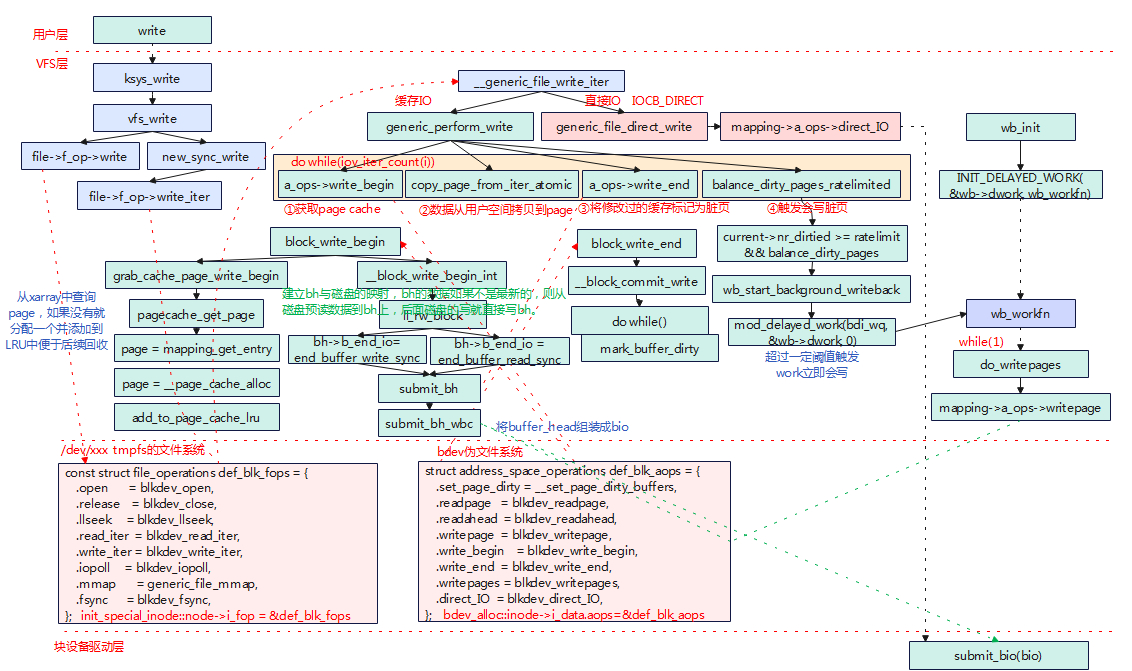 用户层
write
VFS层
ksys_write
vfs_write
file->f_op->write
new_sync_write
file->f_op->write_iter
__generic_file_write_iter
缓存IO
直接IO IOCB_DIRECT
generic_perform_write
generic_file_direct_write
mapping->a_ops->direct_IO
do while(iov_iter_count(i))
a_ops->write_begin
copy_page_from_iter_atomic
a_ops->write_end
balance_dirty_pages_ratelimited
①获取page cache
②数据从用户空间拷贝到page
③将修改过的缓存标记为脏页
④触发会写脏页
block_write_begin
grab_cache_page_write_begin
__block_write_begin_int
从xarray中查询
page，如果没有就
分配一个并添加到
LRU中便于后续回收
pagecache_get_page
page = mapping_get_entry
page = __page_cache_alloc
add_to_page_cache_lru
建立bh与磁盘的映射，bh的数据如果不是最新的，则从
磁盘预读数据到bh上，后面磁盘的写就直接写bh。
ll_rw_block
bh->b_end_io=
end_buffer_write_sync
bh->b_end_io =
end_buffer_read_sync
submit_bh
submit_bh_wbc
将buffer_head组装成bio
block_write_end
__block_commit_write
do while()
mark_buffer_dirty
current->nr_dirtied >= ratelimit
&& balance_dirty_pages
wb_start_background_writeback
mod_delayed_work(bdi_wq,
&wb->dwork, 0)
超过一定阈值触发
work立即会写
wb_init
INIT_DELAYED_WORK(
&wb->dwork, wb_workfn)
wb_workfn
while(1)
do_writepages
mapping->a_ops->writepage
/dev/xxx tmpfs的文件系统
const struct file_operations def_blk_fops = {
.open = blkdev_open,
.release = blkdev_close,
.llseek = blkdev_llseek,
.read_iter = blkdev_read_iter,
.write_iter = blkdev_write_iter,
.iopoll = blkdev_iopoll,
.mmap = generic_file_mmap,
.fsync = blkdev_fsync,
}; init_special_inode::node->i_fop = &def_blk_fops
bdev伪文件系统
struct address_space_operations def_blk_aops = {
.set_page_dirty = __set_page_dirty_buffers,
.readpage = blkdev_readpage,
.readahead = blkdev_readahead,
.writepage = blkdev_writepage,
.write_begin = blkdev_write_begin,
.write_end = blkdev_write_end,
.writepages = blkdev_writepages,
.direct_IO = blkdev_direct_IO,
}; bdev_alloc::inode->i_data.aops=&def_blk_aops
块设备驱动层
submit_bio(bio)